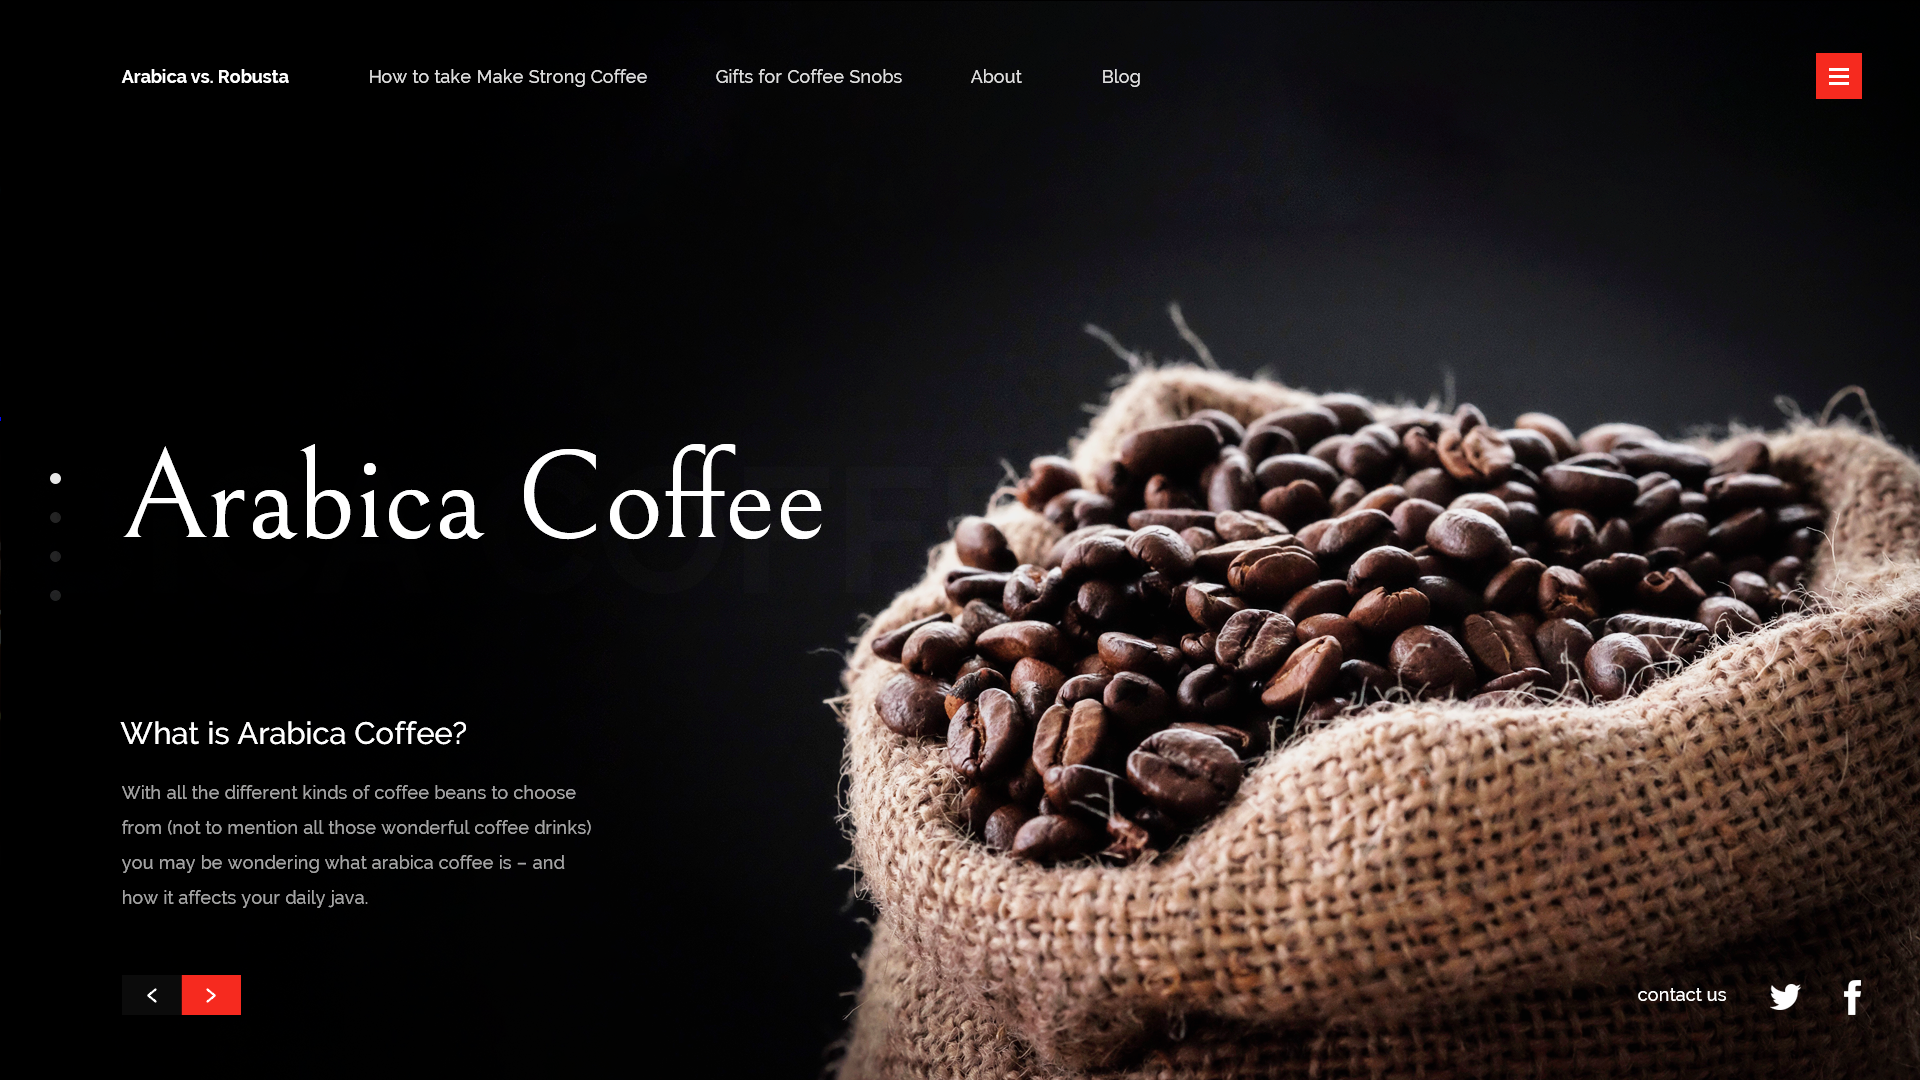 Arabica vs. Robusta
How to take Make Strong Coffee
Gifts for Coffee Snobs
About
Blog
Arabica Coffee
What is Arabica Coffee?
With all the different kinds of coffee beans to choose
from (not to mention all those wonderful coffee drinks)
you may be wondering what arabica coffee is – and
how it affects your daily java.
contact us